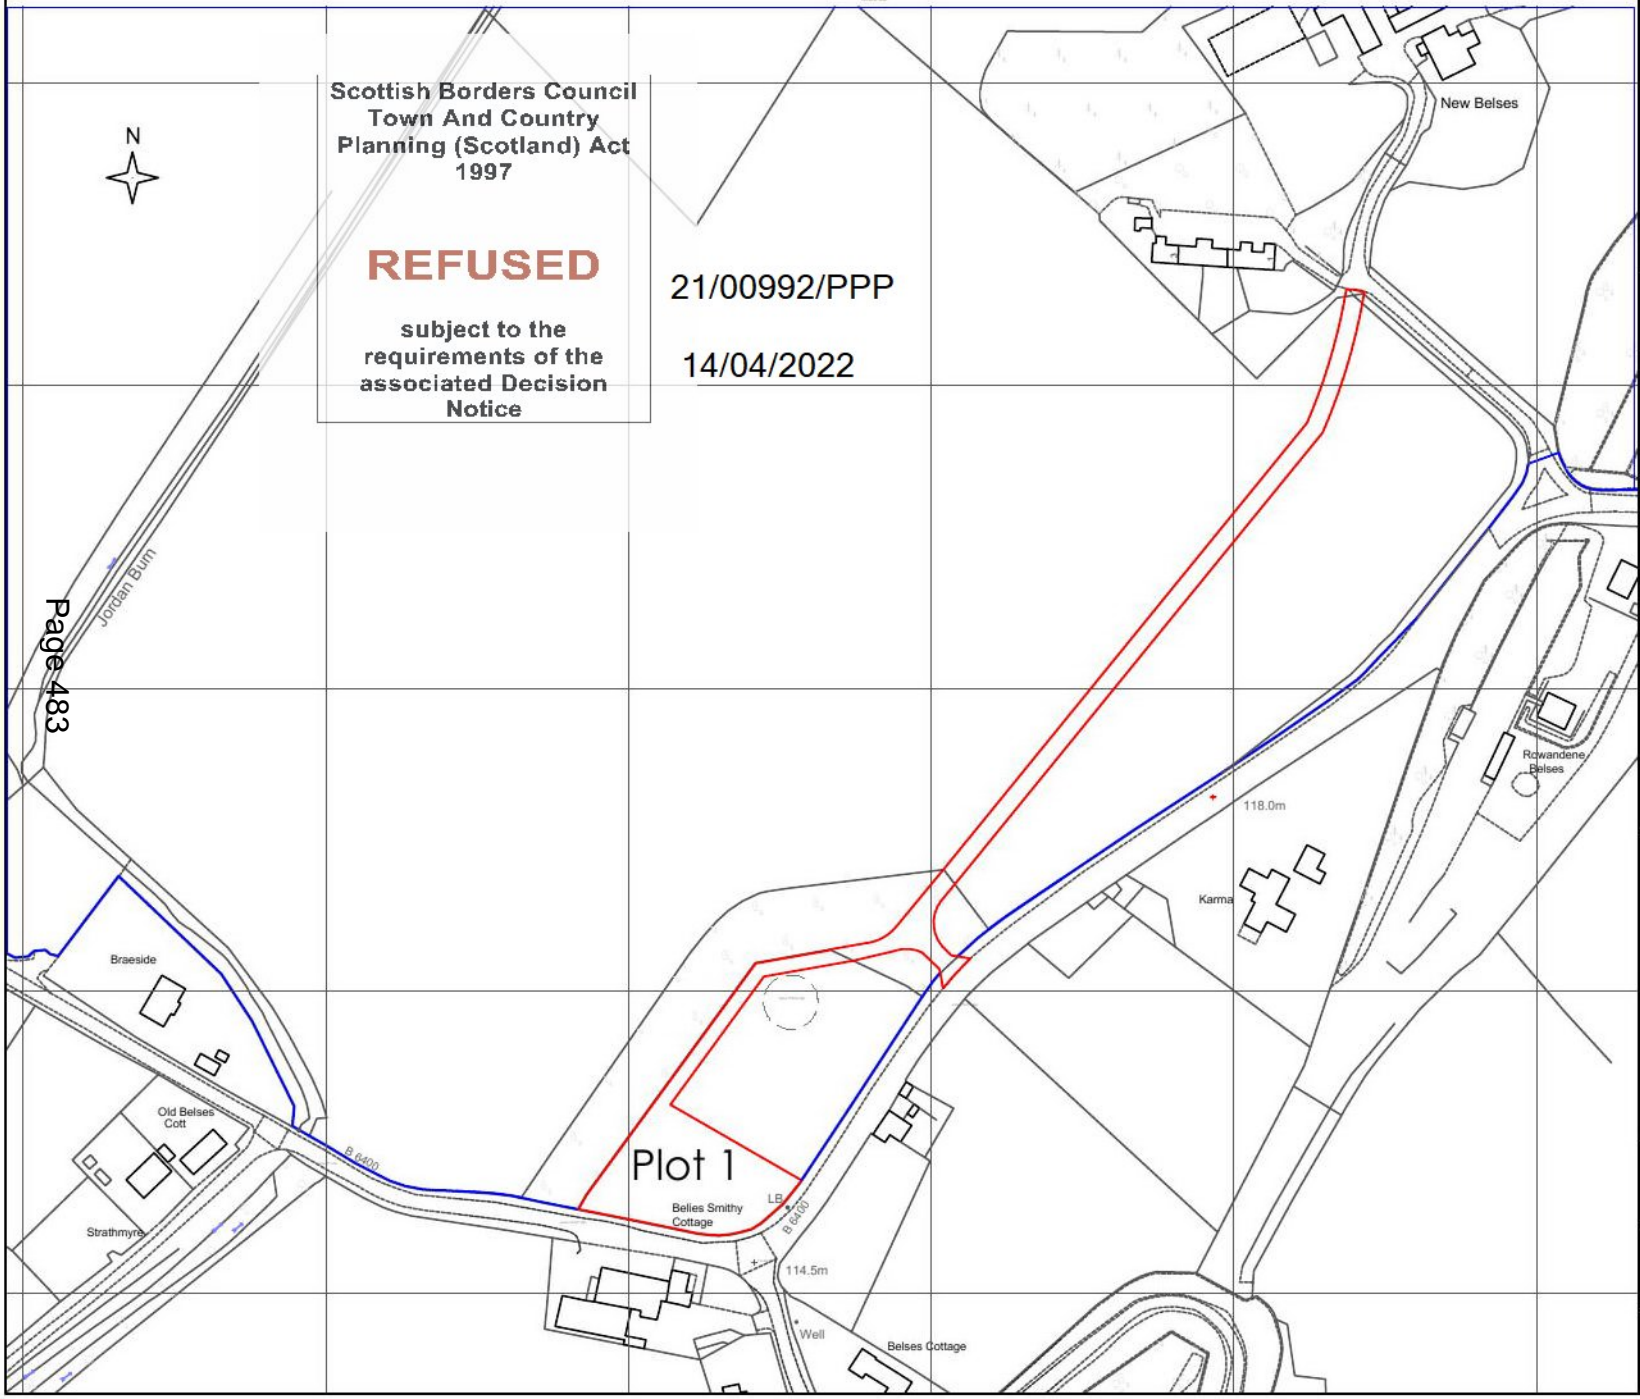 Scottish Borders Council
Town And Country
Planning (Scotland) Act
1997
REFUSED
subject to the
requirements of the
associated Decision
Notice
21/00992/PPP
14/04/2022
N
New Belses
Jordan Burn
Page 483
Rowandene
Belses
118.0m
Karma
Braeside
Old Belses
Cott
B 6400
Strathmyre
Plot 1
Belies Smithy
Cottage
LB
B 6400
114.5m
Well
Belses Cottage